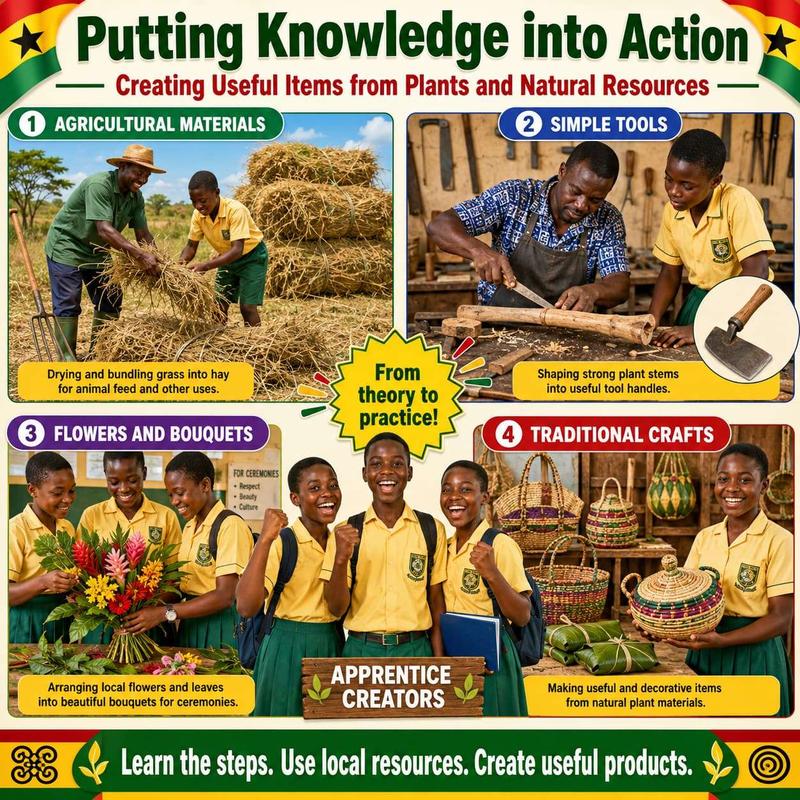 Putting Knowledge into Action
Creating Useful Items from Plants and Natural Resources
1 AGRICULTURAL MATERIALS
Drying and bundling grass into hay
for animal feed and other uses.
2 SIMPLE TOOLS
Shaping strong plant stems
into useful tool handles.
From
theory to
practice!
3 FLOWERS AND BOUQUETS
FOR CEREMONIES
• Respect
• Beauty
• Culture
Arranging local flowers and leaves
into beautiful bouquets for ceremonies.
4 TRADITIONAL CRAFTS
Making useful and decorative items
from natural plant materials.
APPRENTICE
CREATORS
Learn the steps. Use local resources. Create useful products.